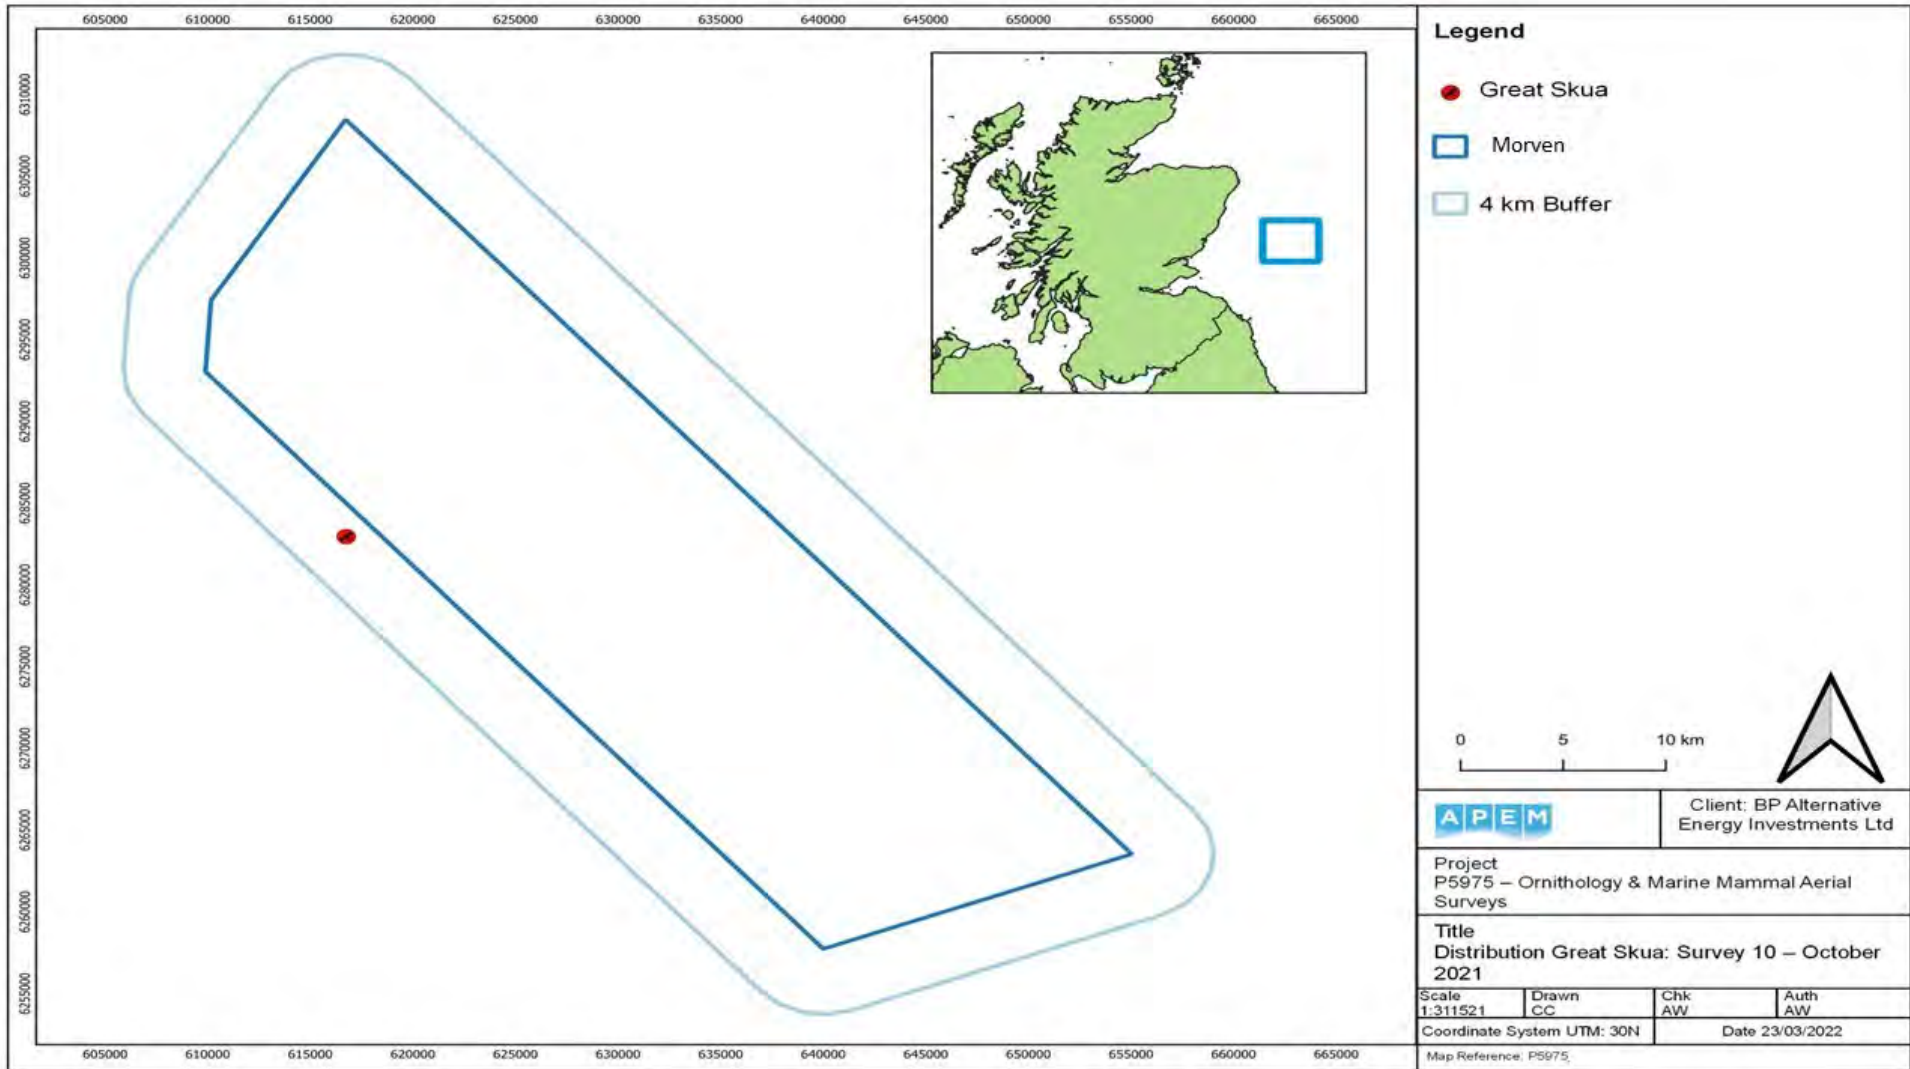 605000 610000 615000 620000 625000 630000 635000 640000 645000 650000 655000 660000 665000
6310000
6305000
6300000
6295000
6290000
6285000
6280000
6275000
6270000
6265000
6260000
6255000
605000 610000 615000 620000 625000 630000 635000 640000 645000 650000 655000 660000 665000
Legend
Great Skua
Morven
4 km Buffer
0 5 10 km
APEM
Client: BP Alternative
Energy Investments Ltd
Project
P5975 – Ornithology & Marine Mammal Aerial
Surveys
Title
Distribution Great Skua: Survey 10 – October
2021
Scale
1:311521
Drawn
CC
Chk
AW
Auth
AW
Coordinate System UTM: 30N
Date 23/03/2022
Map Reference: P5975